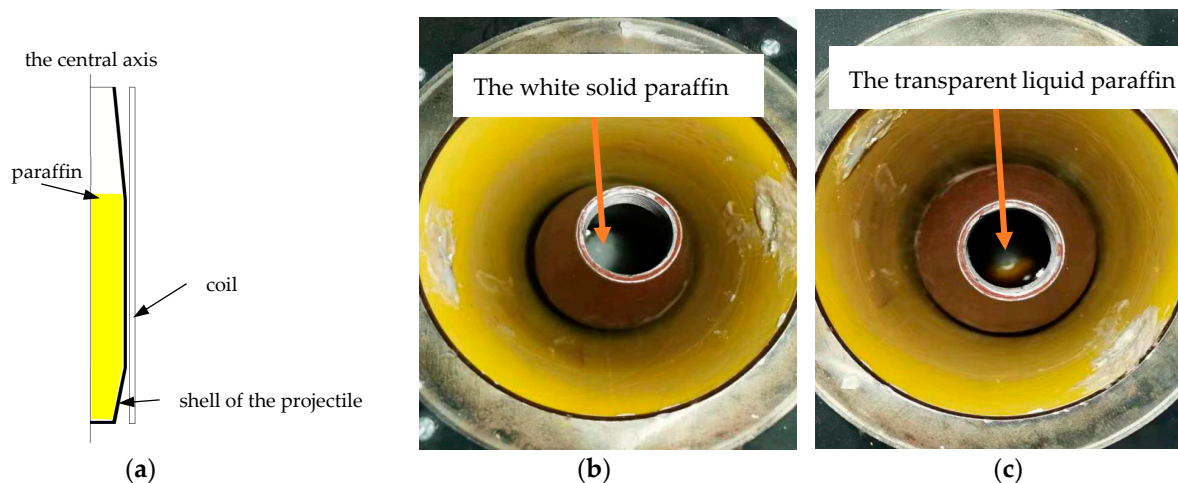 the central axis
paraffin
coil
shell of the projectile
(a)
The white solid paraffin
(b)
The transparent liquid paraffin
(c)